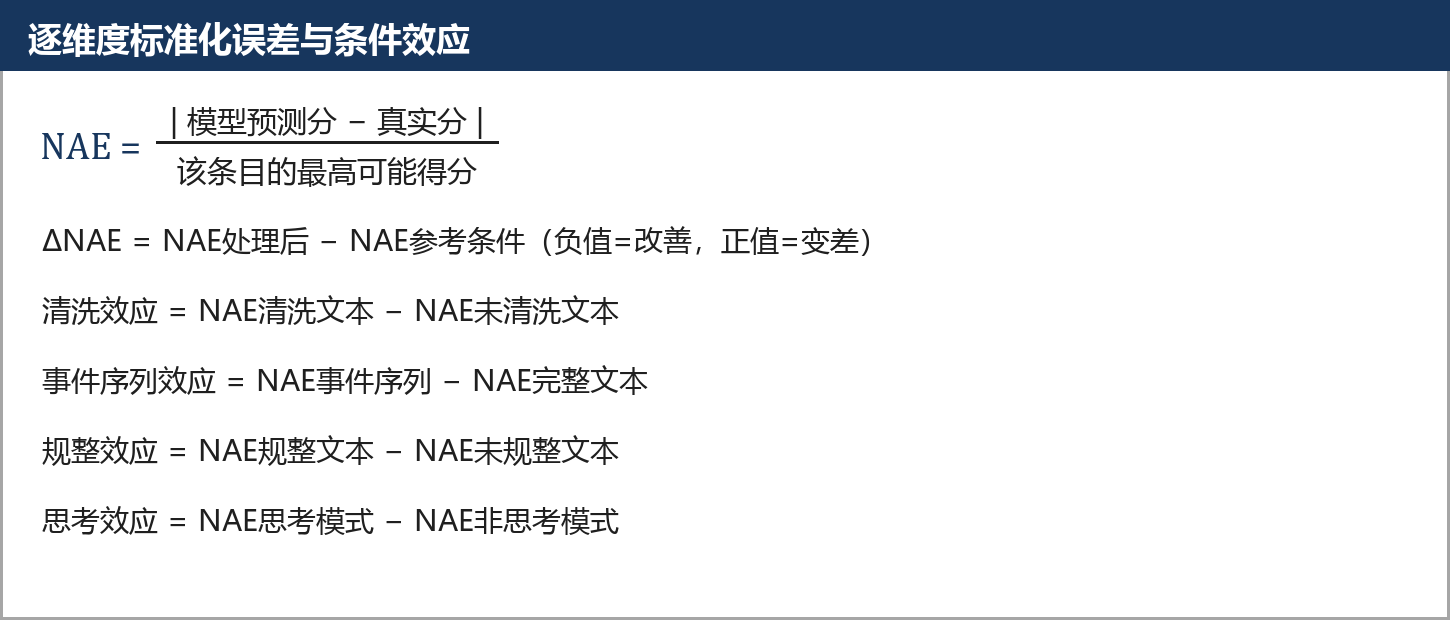 逐维度标准化误差与条件效应
| 模型预测分 − 真实分 |
NAE =
该条目的最高可能得分
ΔNAE = NAE处理后 − NAE参考条件（负值=改善，正值=变差）
清洗效应 = NAE清洗文本 − NAE未清洗文本
事件序列效应 = NAE事件序列 − NAE完整文本
规整效应 = NAE规整文本 − NAE未规整文本
思考效应 = NAE思考模式 − NAE非思考模式